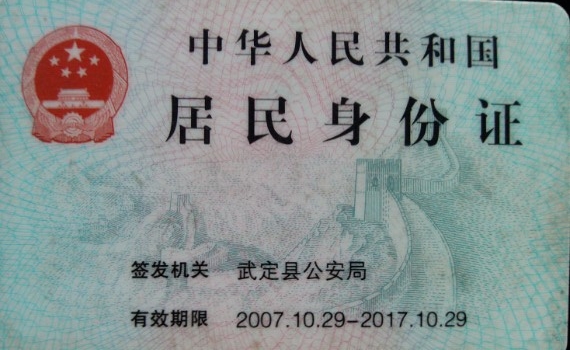 中华人民共和国
居民身份证
签发机关 武定县公安局
有效期限 2007.10.29-2017.10.29